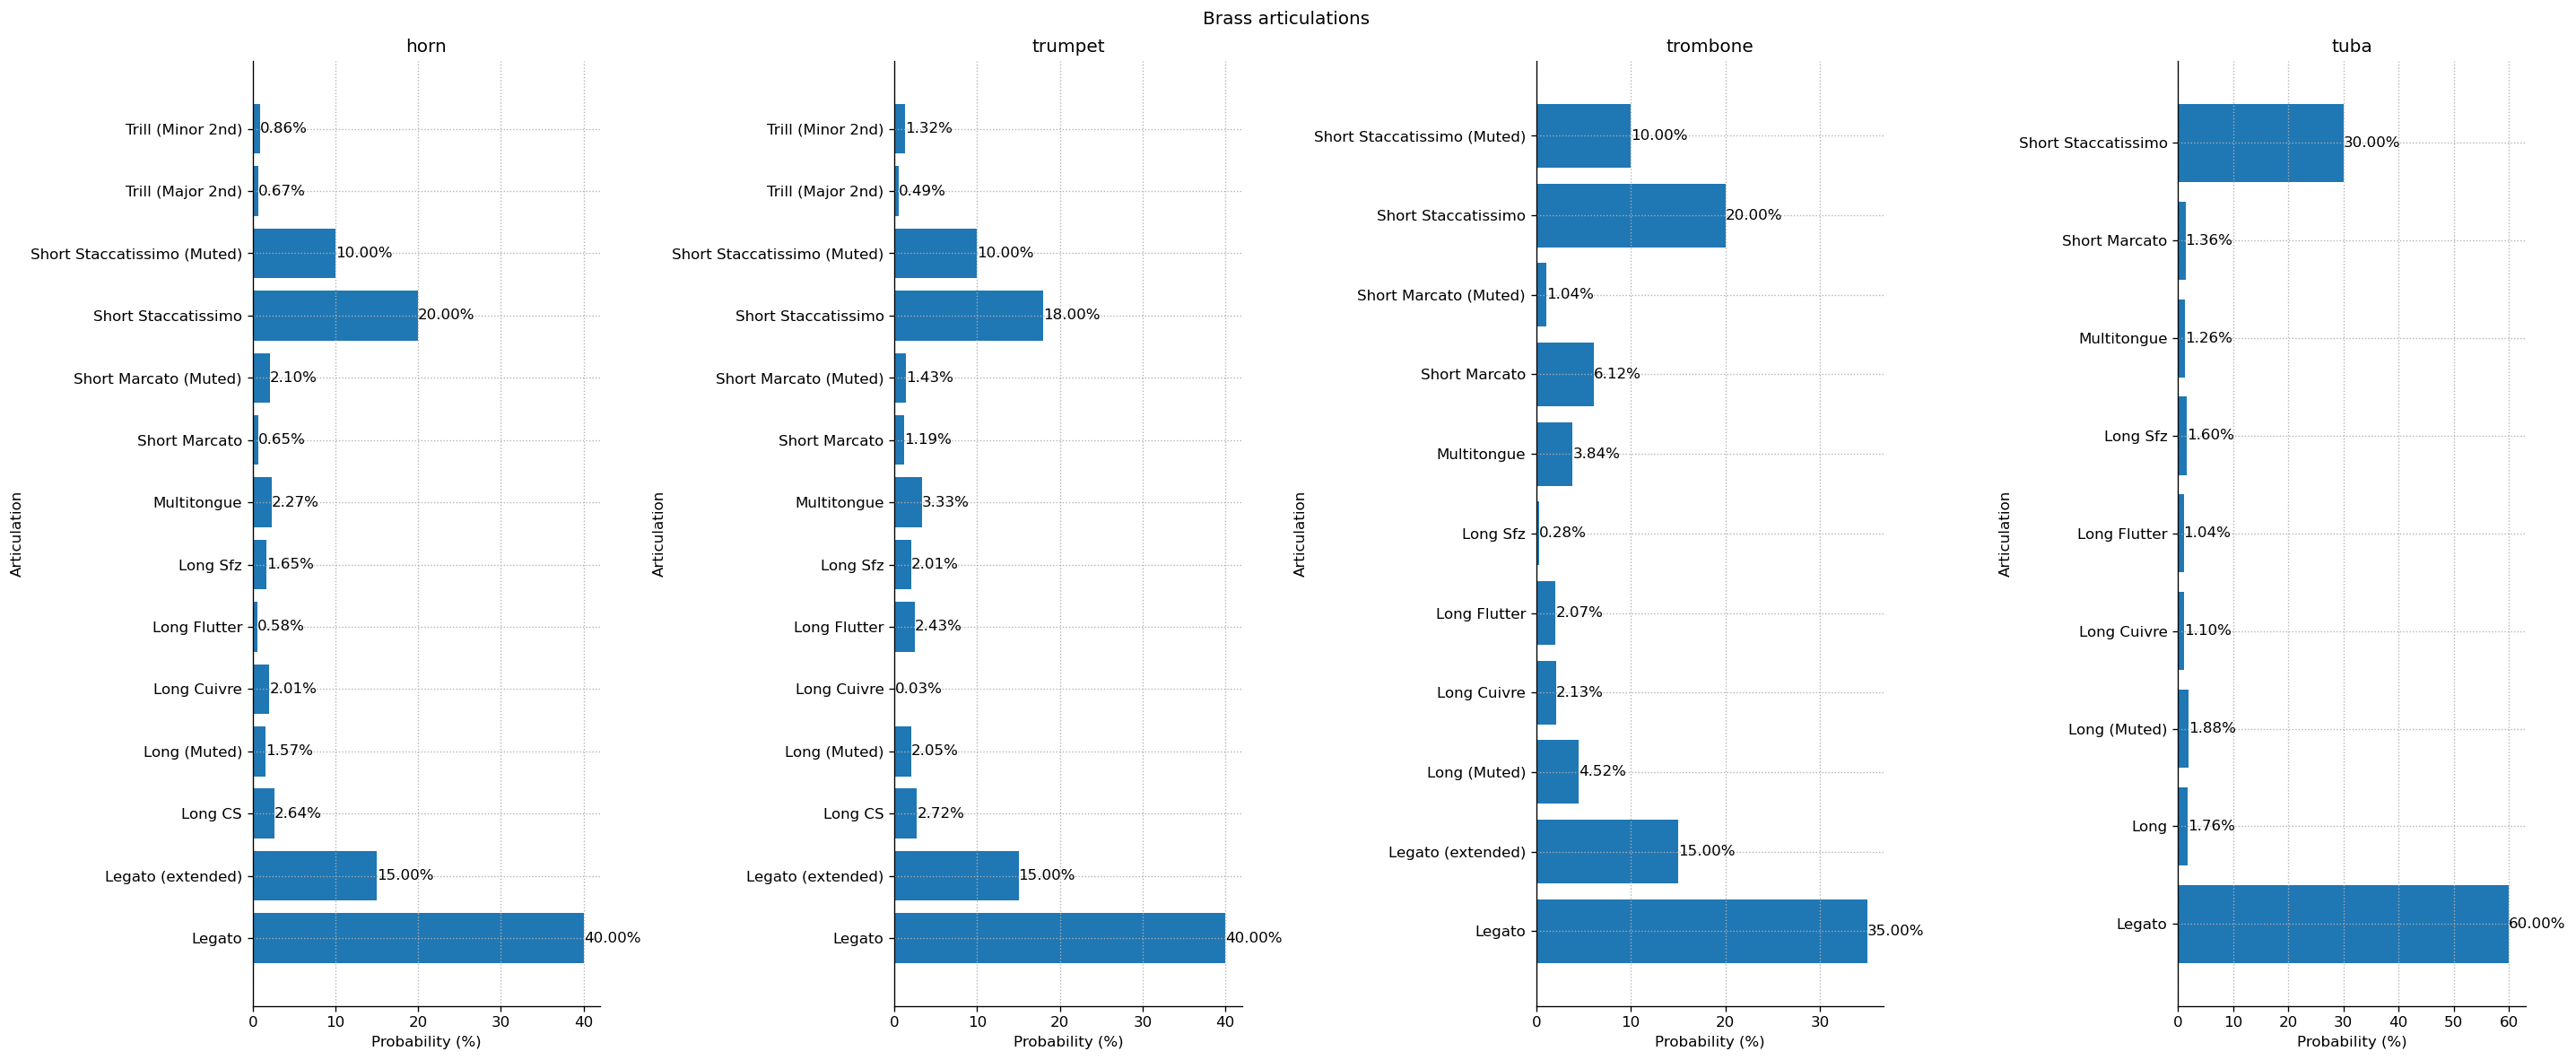 Brass articulations
horn
Trill (Minor 2nd) 0.86%
Trill (Major 2nd) 0.67%
Short Staccatissimo (Muted) 10.00%
Short Staccatissimo 20.00%
Short Marcato (Muted) 2.10%
Short Marcato 0.65%
Multitongue 2.27%
Long Sfz 1.65%
Long Flutter 0.58%
Long Cuivre 2.01%
Long (Muted) 1.57%
Long CS 2.64%
Legato (extended) 15.00%
Legato 40.00%
Articulation
0 10 20 30 40
Probability (%)
trumpet
Trill (Minor 2nd) 1.32%
Trill (Major 2nd) 0.49%
Short Staccatissimo (Muted) 10.00%
Short Staccatissimo 18.00%
Short Marcato (Muted) 1.43%
Short Marcato 1.19%
Multitongue 3.33%
Long Sfz 2.01%
Long Flutter 2.43%
Long Cuivre 0.03%
Long (Muted) 2.05%
Long CS 2.72%
Legato (extended) 15.00%
Legato 40.00%
Articulation
0 10 20 30 40
Probability (%)
trombone
Short Staccatissimo (Muted) 10.00%
Short Staccatissimo 20.00%
Short Marcato (Muted) 1.04%
Short Marcato 6.12%
Multitongue 3.84%
Long Sfz 0.28%
Long Flutter 2.07%
Long Cuivre 2.13%
Long (Muted) 4.52%
Legato (extended) 15.00%
Legato 35.00%
Articulation
0 10 20 30
Probability (%)
tuba
Short Staccatissimo 30.00%
Short Marcato 1.36%
Multitongue 1.26%
Long Sfz 1.60%
Long Flutter 1.04%
Long Cuivre 1.10%
Long (Muted) 1.88%
Long 1.76%
Legato 60.00%
Articulation
0 10 20 30 40 50 60
Probability (%)